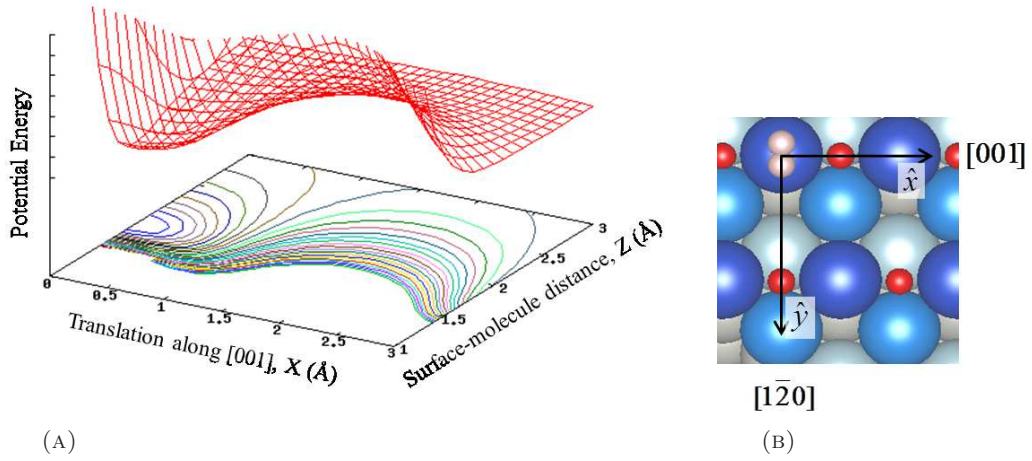 Potential Energy
0
0.5
1
1.5
2
2.5
3
Translation along [001], X (Å)
1
1.5
2
2.5
3
Surface-molecule distance, Z (Å)
(A)
x̂
[001]
ŷ
[12̄0]
(B)